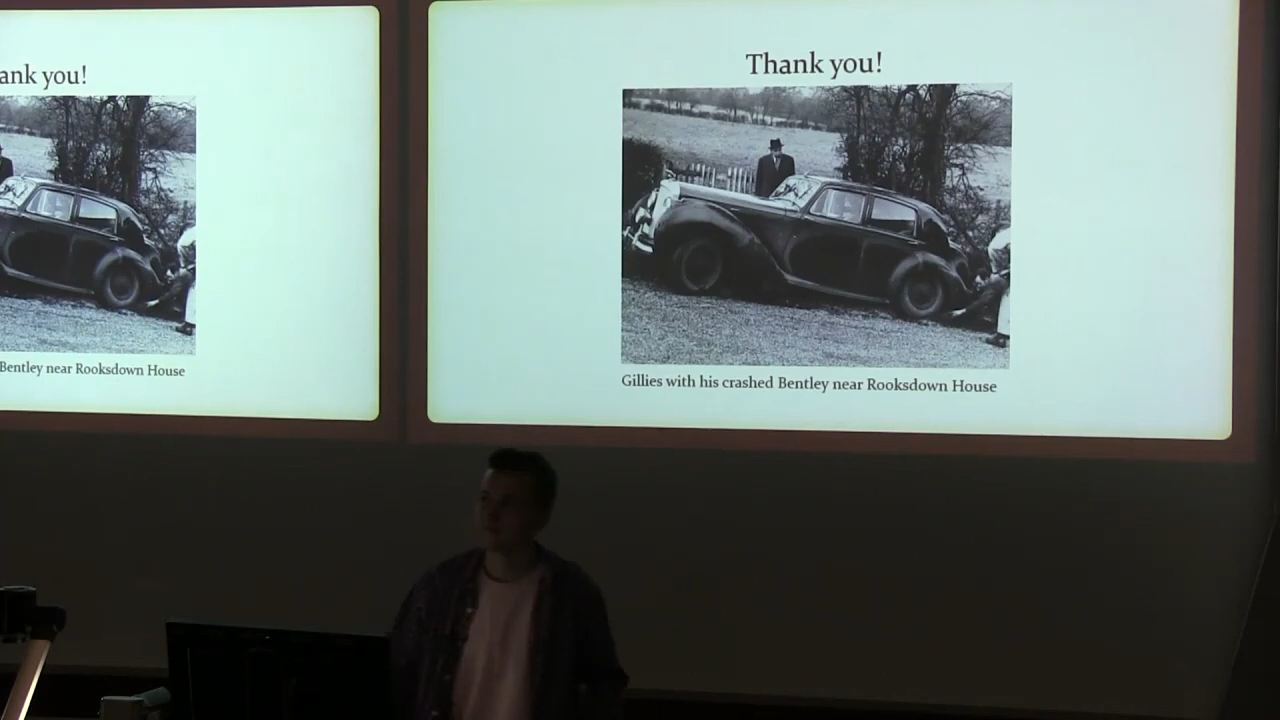 ank you!
Bentley near Rooksdown House
Thank you!
Gillies with his crashed Bentley near Rooksdown House